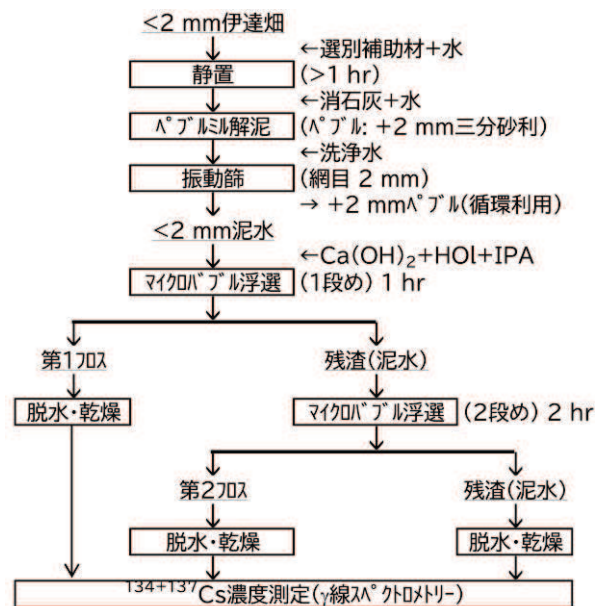 <2 mm伊達畑
←選別補助材+水
静置 (>1 hr)
←消石灰+水
ペブルミル解泥 (ペブル: +2 mm三分砂利)
←洗浄水
振動篩 (網目 2 mm)
→ +2 mmペブル(循環利用)
<2 mm泥水
←Ca(OH)₂+HOl+IPA
マイクロバブル浮選 (1段め) 1 hr
第1フロス 残渣(泥水)
脱水・乾燥 マイクロバブル浮選 (2段め) 2 hr
第2フロス 残渣(泥水)
脱水・乾燥 脱水・乾燥
¹³⁴⁺¹³⁷Cs濃度測定(γ線スペクトロメトリー)